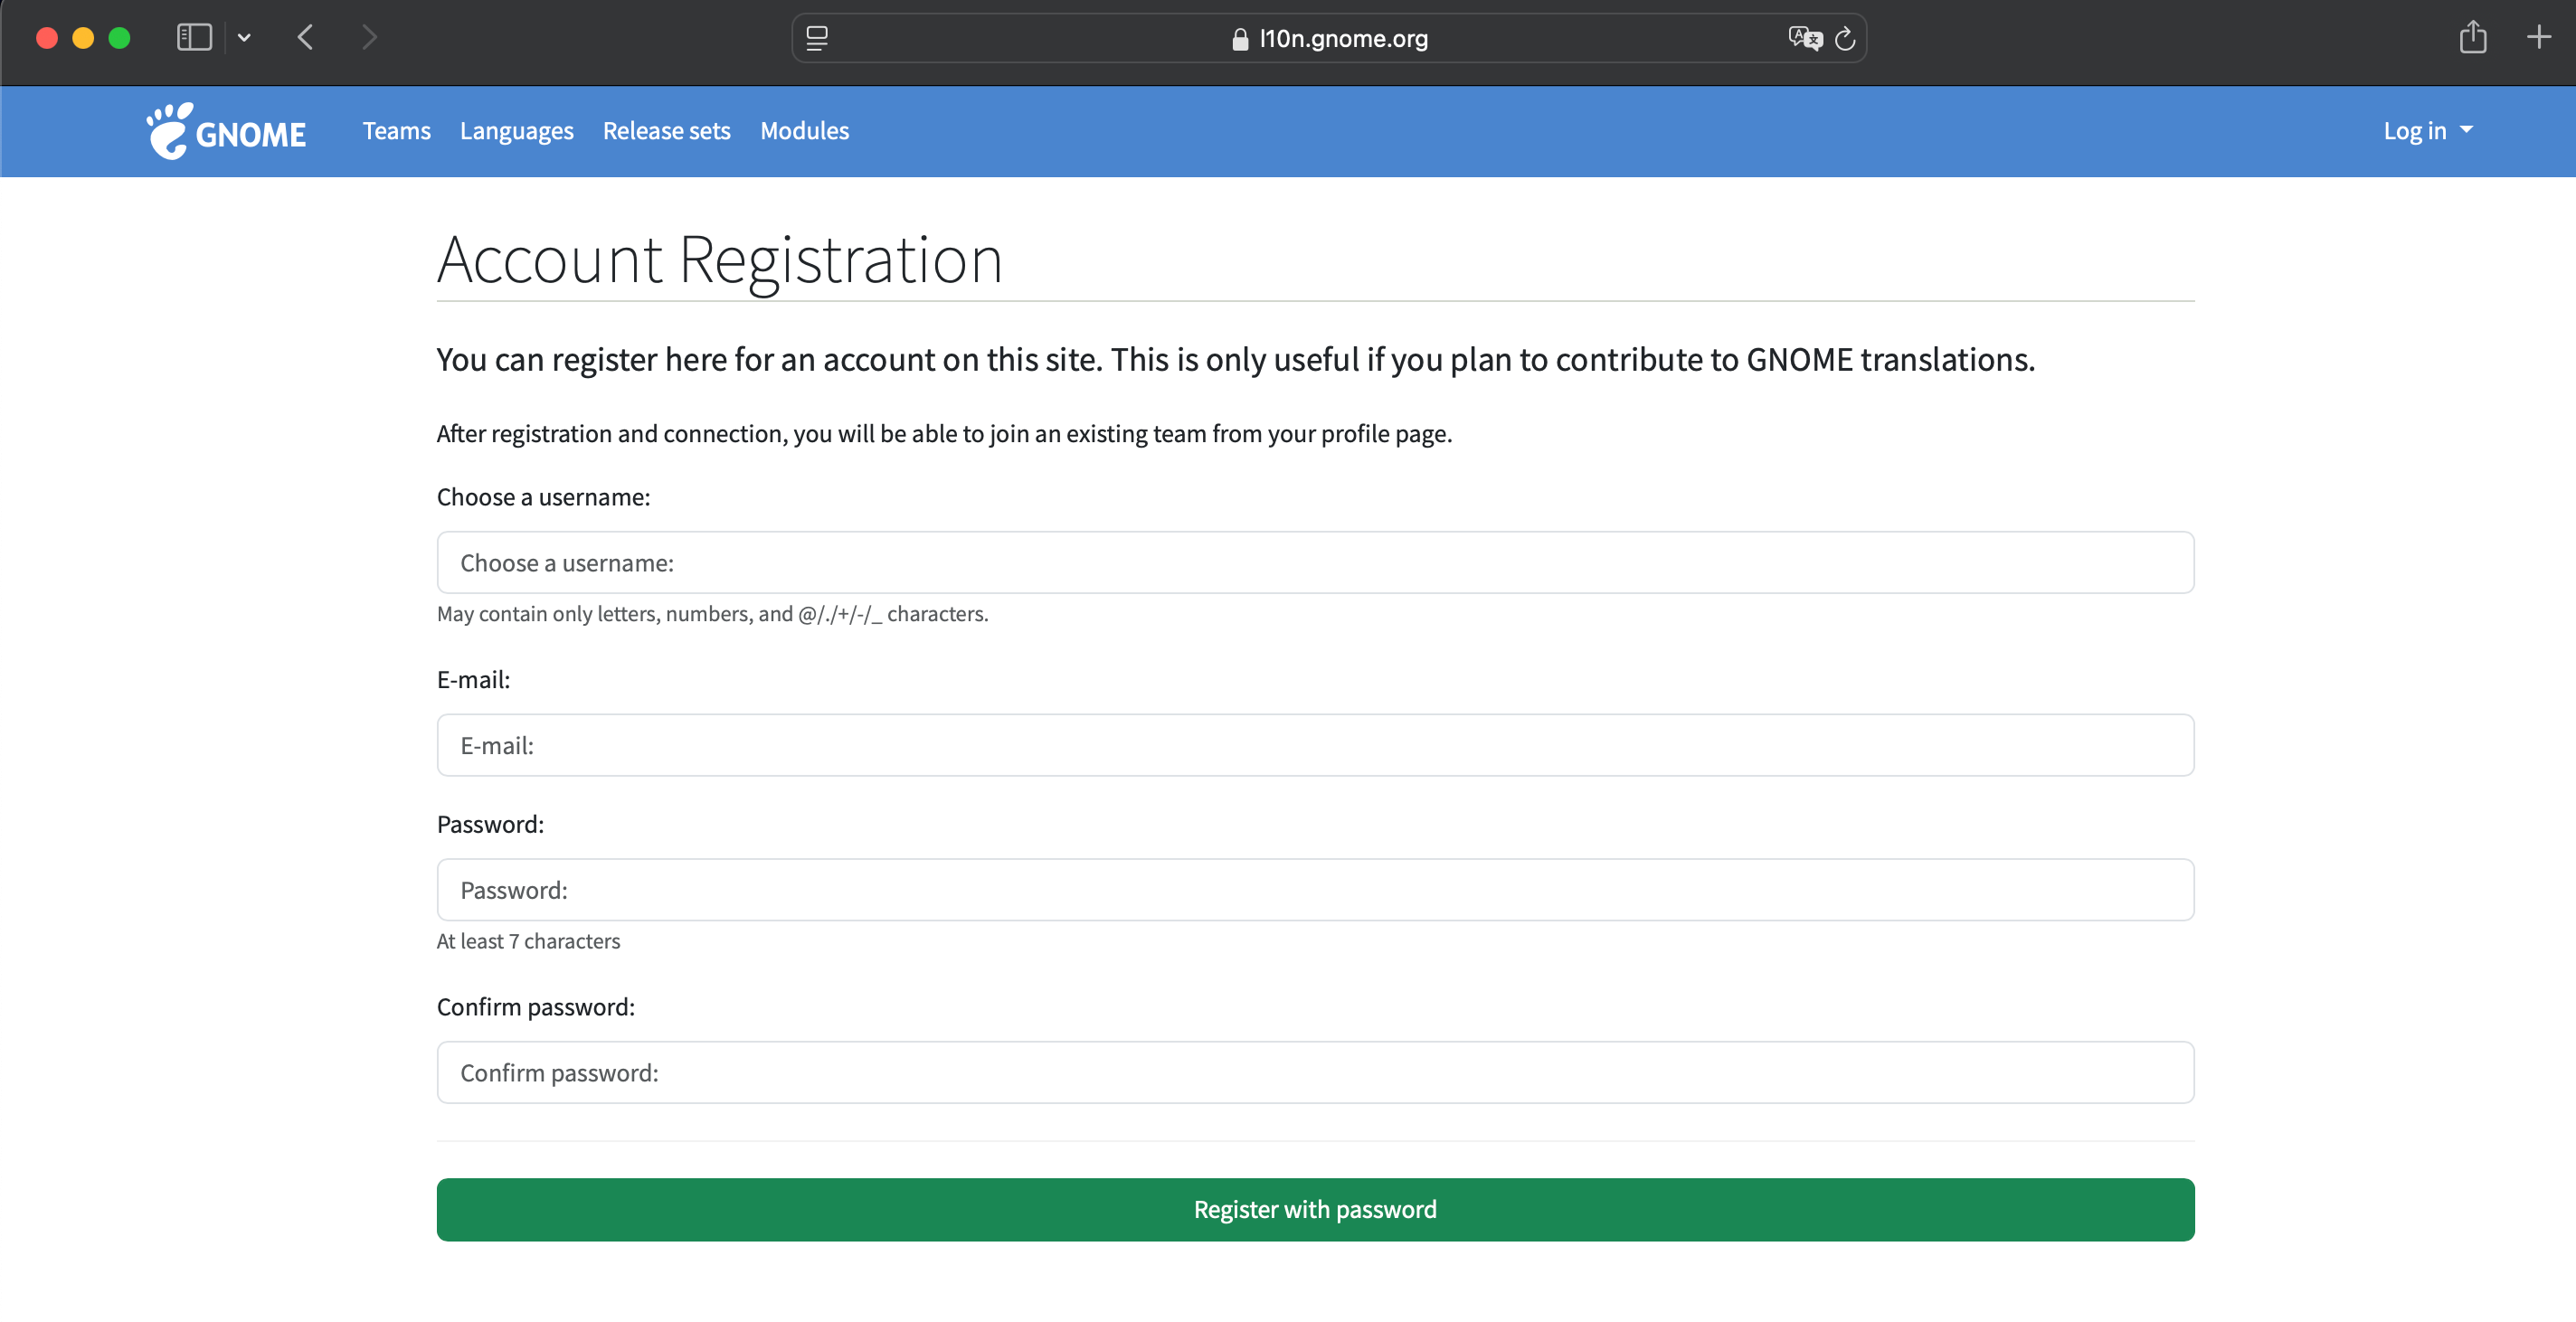 l10n.gnome.org
GNOME
Teams
Languages
Release sets
Modules
Log in
Account Registration
You can register here for an account on this site. This is only useful if you plan to contribute to GNOME translations.
After registration and connection, you will be able to join an existing team from your profile page.
Choose a username:
Choose a username:
May contain only letters, numbers, and @/./+/-/_ characters.
E-mail:
E-mail:
Password:
Password:
At least 7 characters
Confirm password:
Confirm password:
Register with password